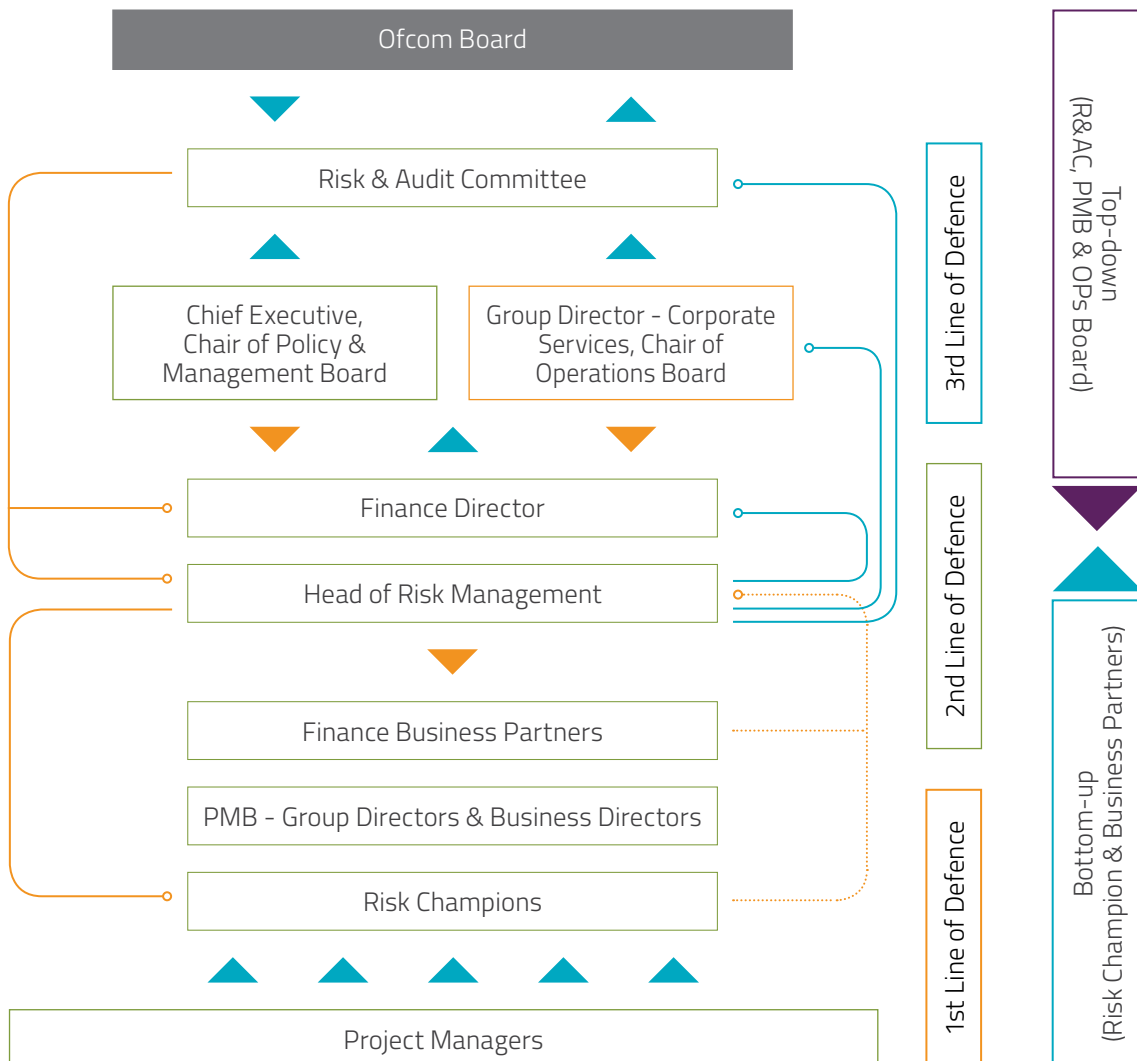 Ofcom Board
Risk & Audit Committee
Chief Executive,
Chair of Policy &
Management Board
Group Director - Corporate
Services, Chair of
Operations Board
Finance Director
Head of Risk Management
Finance Business Partners
PMB - Group Directors & Business Directors
Risk Champions
Project Managers
3rd Line of Defence
2nd Line of Defence
1st Line of Defence
Top-down
(R&AC, PMB & OPs Board)
Bottom-up
(Risk Champion & Business Partners)